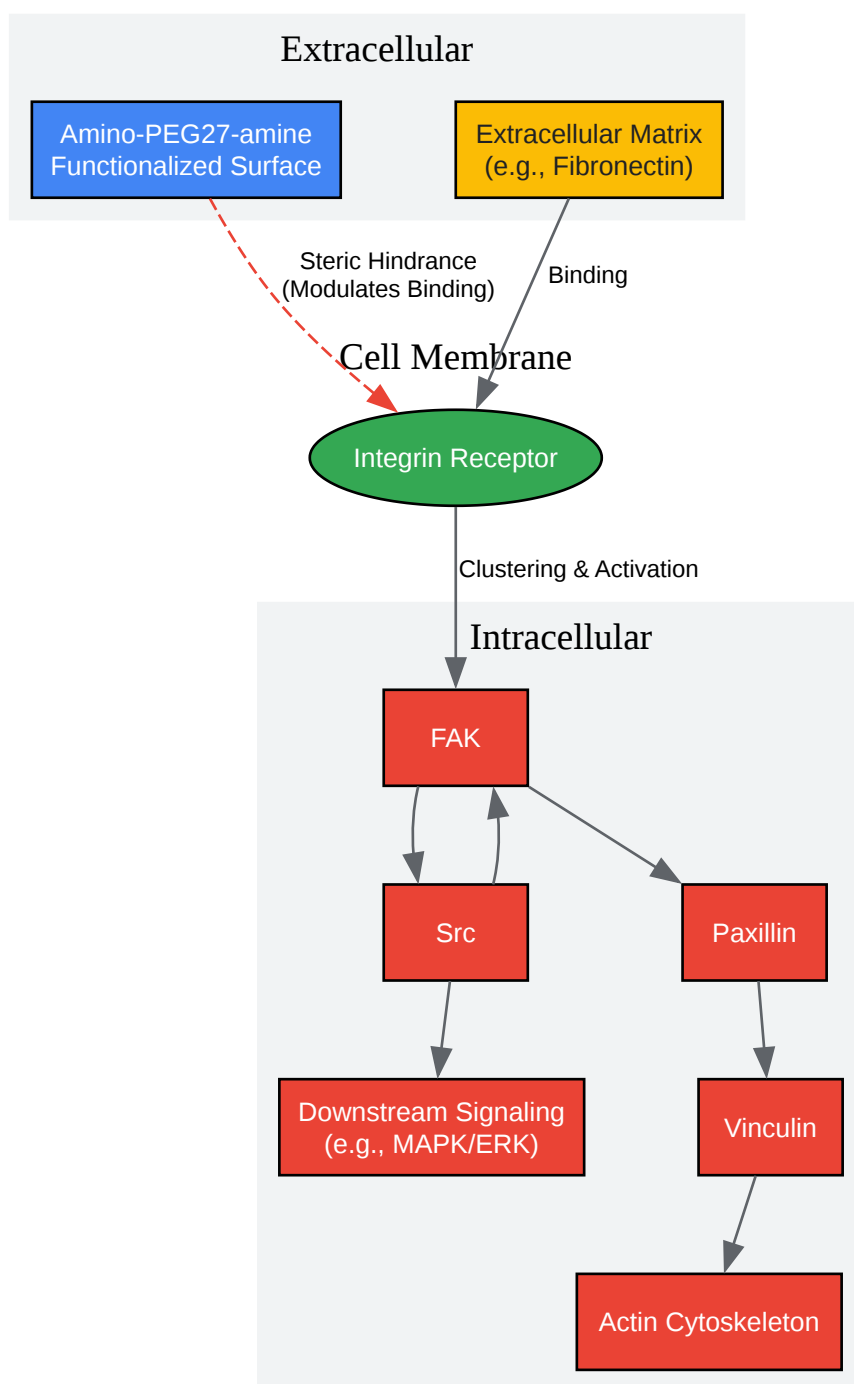 Extracellular
Amino-PEG27-amine
Functionalized Surface
Extracellular Matrix
(e.g., Fibronectin)
Steric Hindrance
(Modulates Binding)
Binding
Cell Membrane
Integrin Receptor
Clustering & Activation
Intracellular
FAK
Src
Paxillin
Downstream Signaling
(e.g., MAPK/ERK)
Vinculin
Actin Cytoskeleton